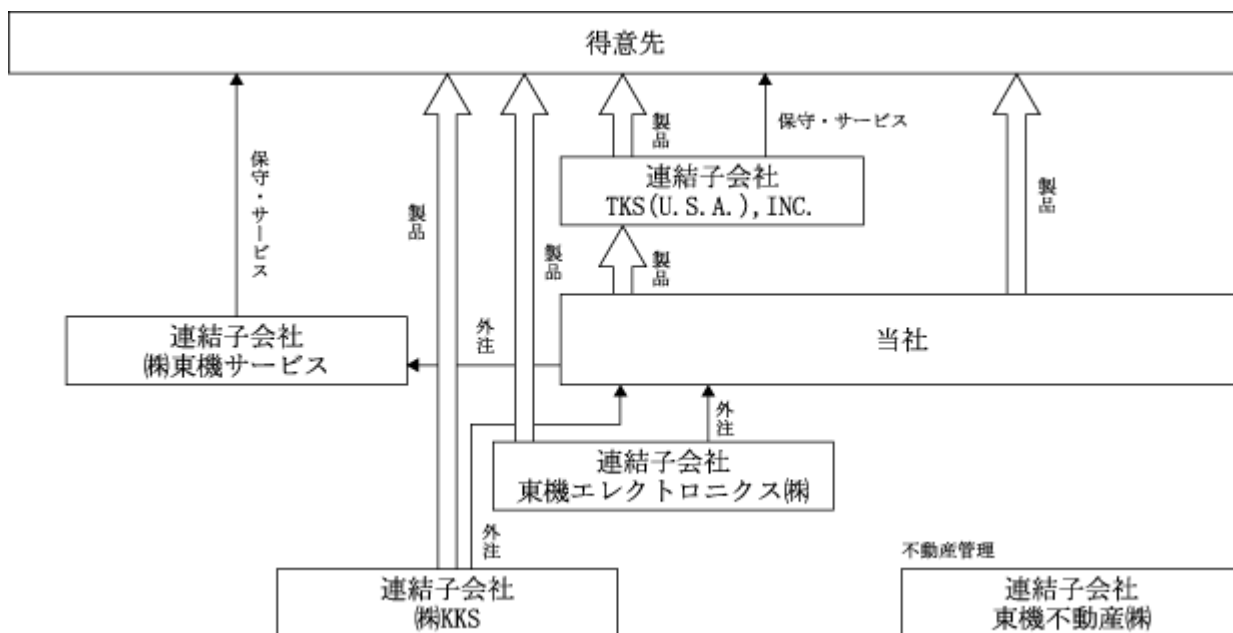 得意先
保守・サービス
製品
製品
製品
保守・サービス
製品
連結子会社
TKS(U.S.A.),INC.
製品
連結子会社
㈱東機サービス
外注
当社
外注
連結子会社
東機エレクトロニクス㈱
外注
連結子会社
㈱KKS
不動産管理
連結子会社
東機不動産㈱